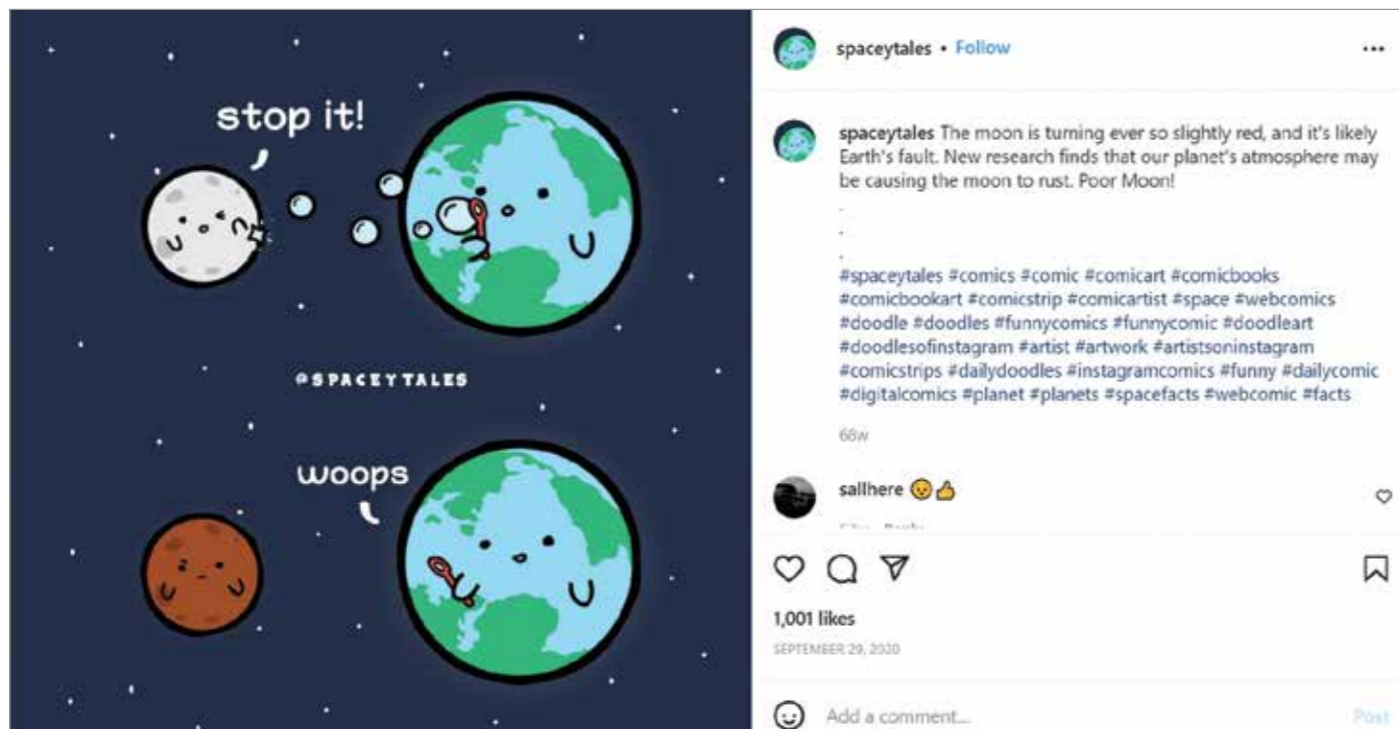 stop it!
@SPACEYTALES
woops
spaceytales • Follow
spaceytales The moon is turning ever so slightly red, and it's likely
Earth's fault. New research finds that our planet's atmosphere may
be causing the moon to rust. Poor Moon!
.
.
.
#spaceytales #comics #comic #comicart #comicbooks
#comicbookart #comicstrip #comicartist #space #webcomics
#doodle #doodles #funnycomics #funnycomic #doodleart
#doodlesofinstagram #artist #artwork #artistsoninstagram
#comicstrips #dailydoodles #instagramcomics #funny #dailycomic
#digitalcomics #planet #planets #spacefacts #webcomic #facts
68w
sallhere 😗👍
1,001 likes
SEPTEMBER 29, 2020
Add a comment...
Post